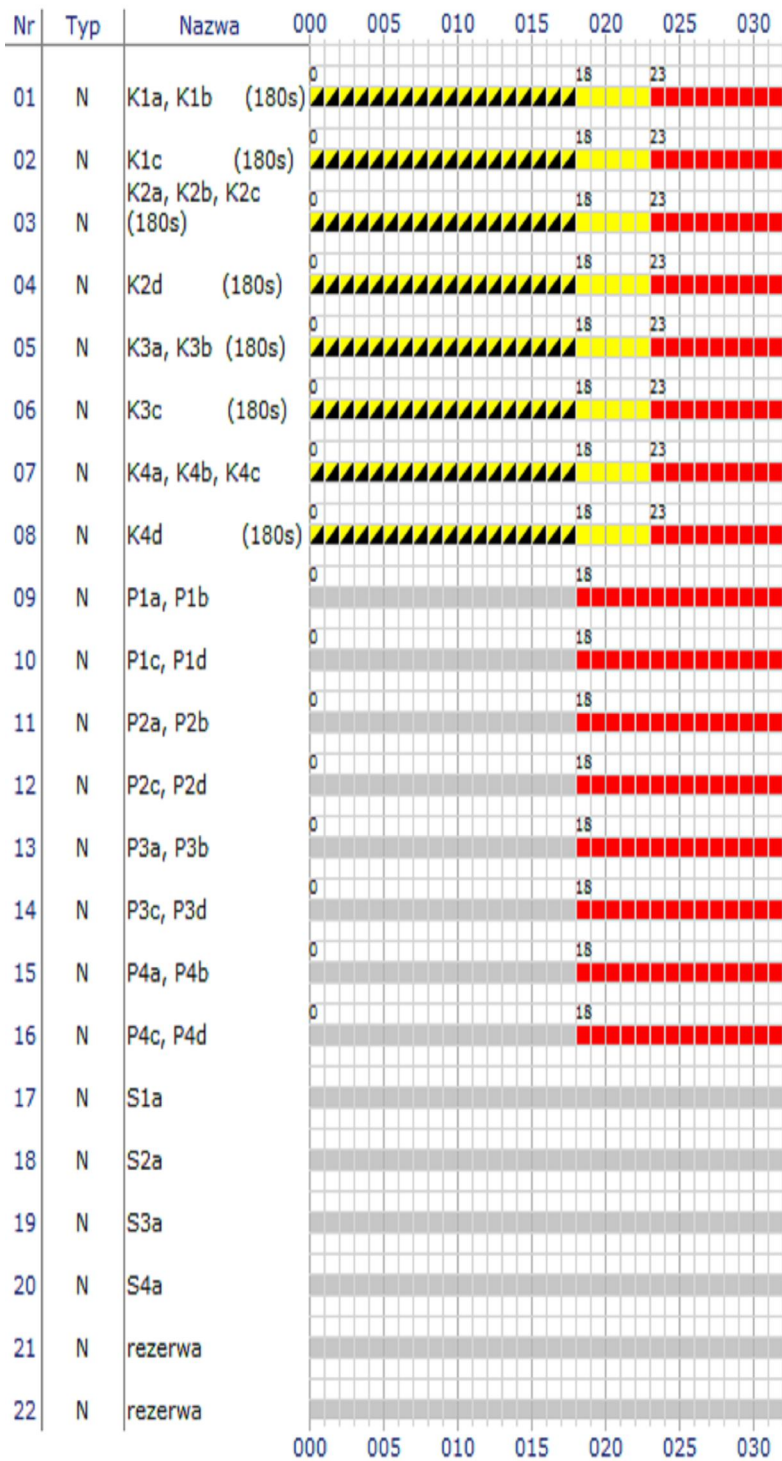 Nr Typ Nazwa 000 005 010 015 020 025 030
0 18 23
01 N K1a, K1b (180s)
0 18 23
02 N K1c (180s)
K2a, K2b, K2c
0 18 23
03 N (180s)
0 18 23
04 N K2d (180s)
0 18 23
05 N K3a, K3b (180s)
0 18 23
06 N K3c (180s)
0 18 23
07 N K4a, K4b, K4c
0 18 23
08 N K4d (180s)
0 18
09 N P1a, P1b
0 18
10 N P1c, P1d
0 18
11 N P2a, P2b
0 18
12 N P2c, P2d
0 18
13 N P3a, P3b
0 18
14 N P3c, P3d
0 18
15 N P4a, P4b
0 18
16 N P4c, P4d
17 N S1a
18 N S2a
19 N S3a
20 N S4a
21 N rezerwa
22 N rezerwa
000 005 010 015 020 025 030